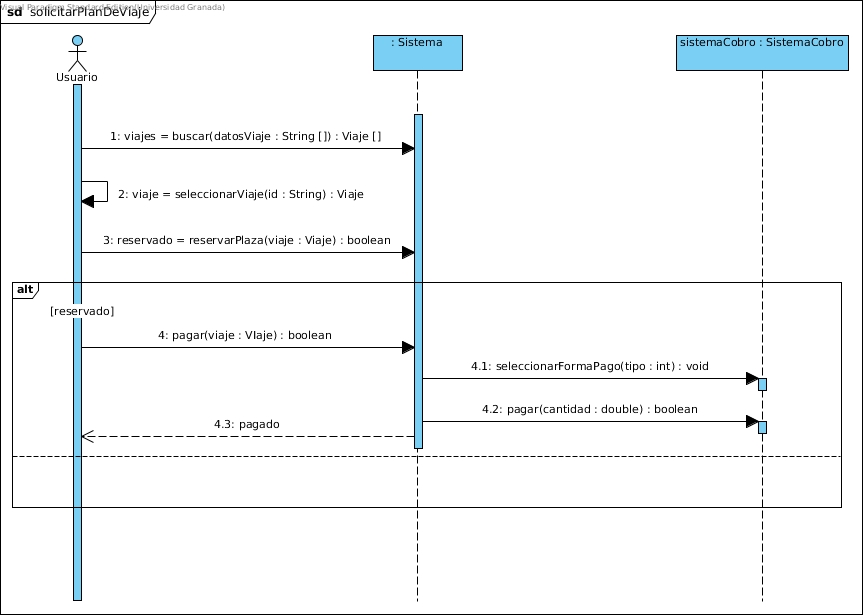 Visual Paradigm Standard Edition(Universidad Granada)
sd solicitarPlanDeVIaje
Usuario
: Sistema
sistemaCobro : SistemaCobro
1: viajes = buscar(datosViaje : String []) : Viaje []
2: viaje = seleccionarViaje(id : String) : Viaje
3: reservado = reservarPlaza(viaje : Viaje) : boolean
alt
[reservado]
4: pagar(viaje : VIaje) : boolean
4.1: seleccionarFormaPago(tipo : int) : void
4.2: pagar(cantidad : double) : boolean
4.3: pagado